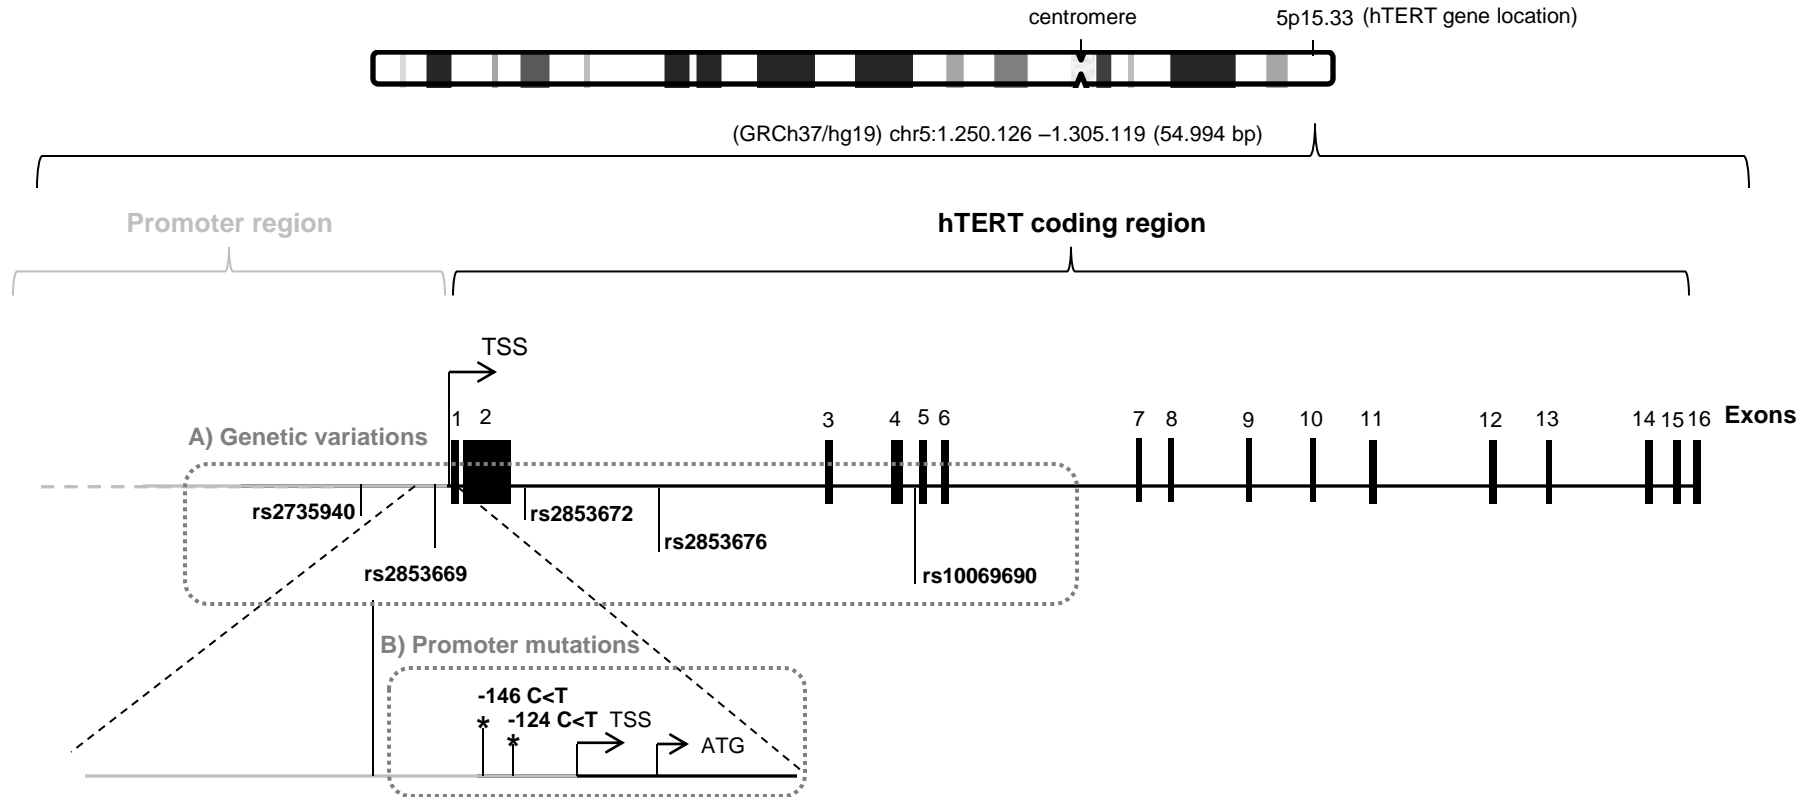 centromere
5p15.33 (hTERT gene location)
(GRCh37/hg19) chr5:1.250.126 –1.305.119 (54.994 bp)
Promoter region
hTERT coding region
TSS
1 2 3 4 5 6 7 8 9 10 11 12 13 14 15 16 Exons
A) Genetic variations
rs2735940
rs2853672
rs2853676
rs2853669
rs10069690
B) Promoter mutations
-146 C<T
*
-124 C<T TSS
*
ATG